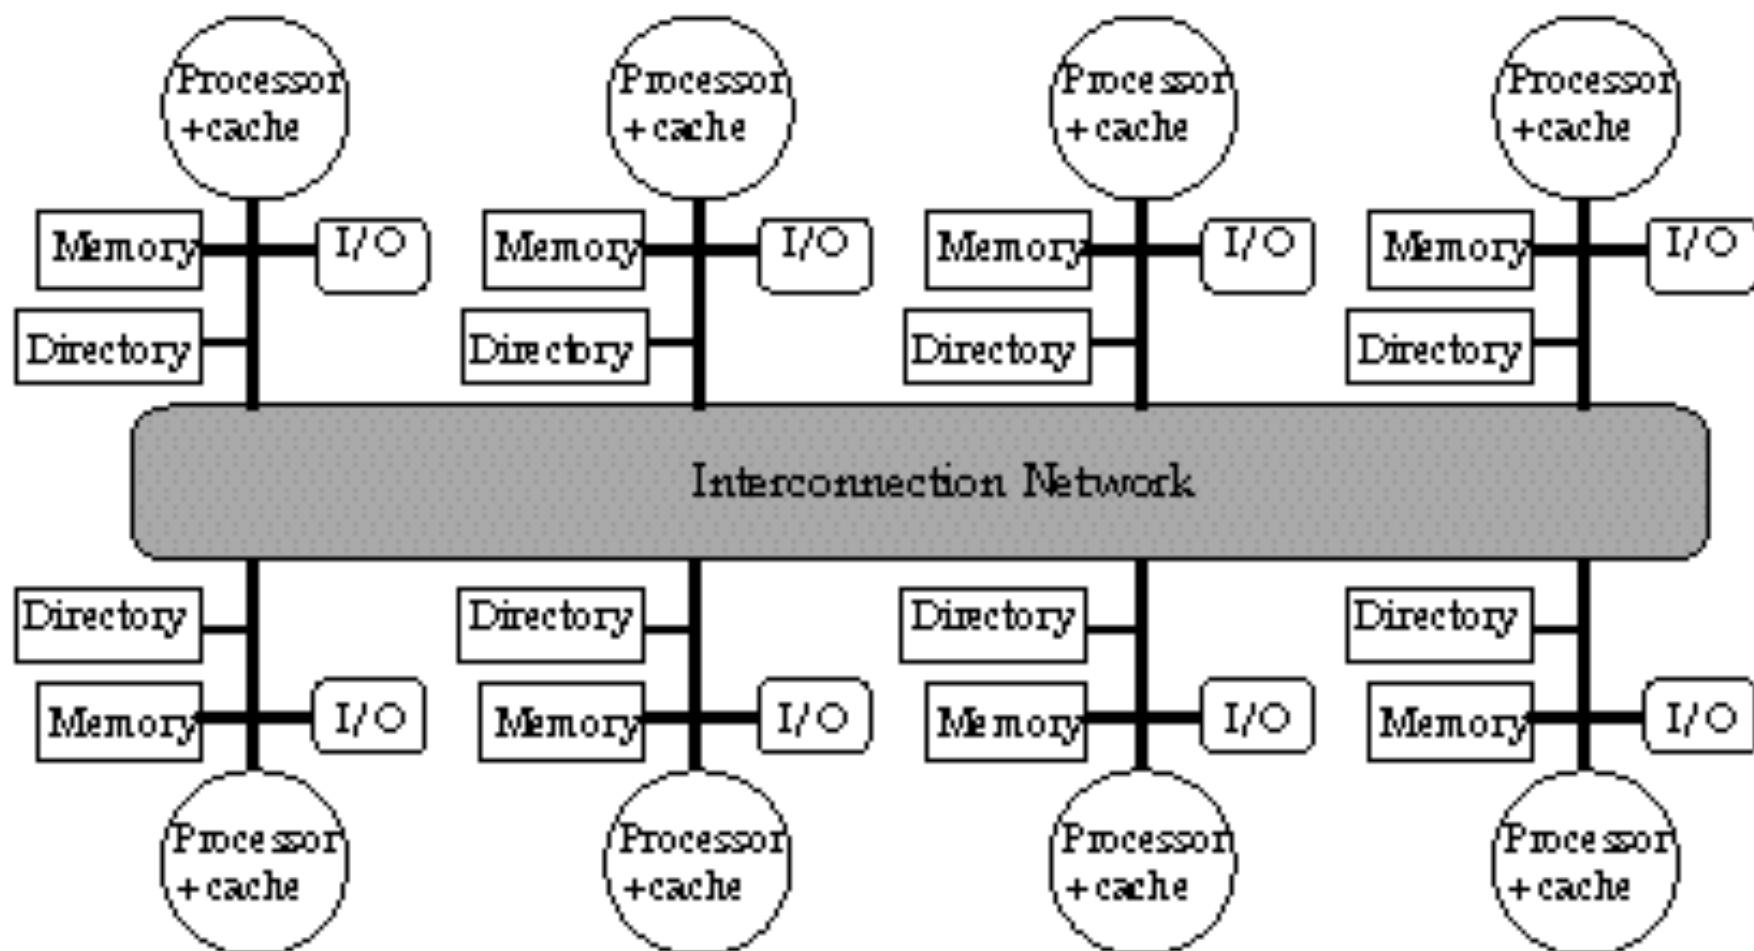 Processor
+cache
Processor
+cache
Processor
+cache
Processor
+cache
Memory
I/O
Memory
I/O
Memory
I/O
Memory
I/O
Directory
Directory
Directory
Directory
Interconnection Network
Directory
Directory
Directory
Directory
Memory
I/O
Memory
I/O
Memory
I/O
Memory
I/O
Processor
+cache
Processor
+cache
Processor
+cache
Processor
+cache